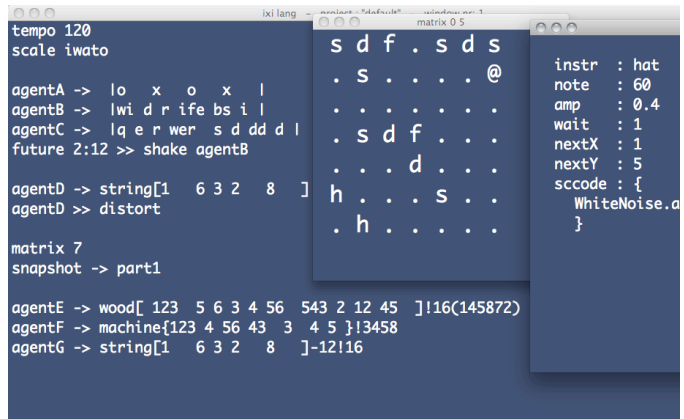 ixi lang - project : "default" - window nr: 1
tempo 120
scale iwato
agentA -> |o x o x |
agentB -> |wi d r ife bs i |
agentC -> |q e r wer s d dd d |
future 2:12 >> shake agentB
agentD -> string[1 6 3 2 8 ]
agentD >> distort
matrix 7
snapshot -> part1
agentE -> wood[ 123 5 6 3 4 56 543 2 12 45 ]!16(145872)
agentF -> machine{123 4 56 43 3 4 5 }!3458
agentG -> string[1 6 3 2 8 ]-12!16
matrix 0 5
s d f . s d s
. s . . . . @
. . . . . . .
. s d f . . .
. . . d . . .
h . . . s . .
. h . . . . .
instr : hat
note : 60
amp : 0.4
wait : 1
nextX : 1
nextY : 5
sccode : {
WhiteNoise.a
}